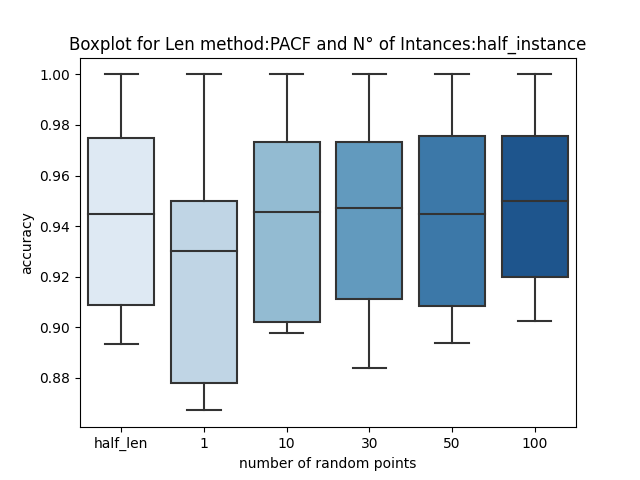 Boxplot for Len method:PACF and N° of Intances:half_instance
1.00
0.98
0.96
0.94
0.92
0.90
0.88
accuracy
half_len 1 10 30 50 100
number of random points